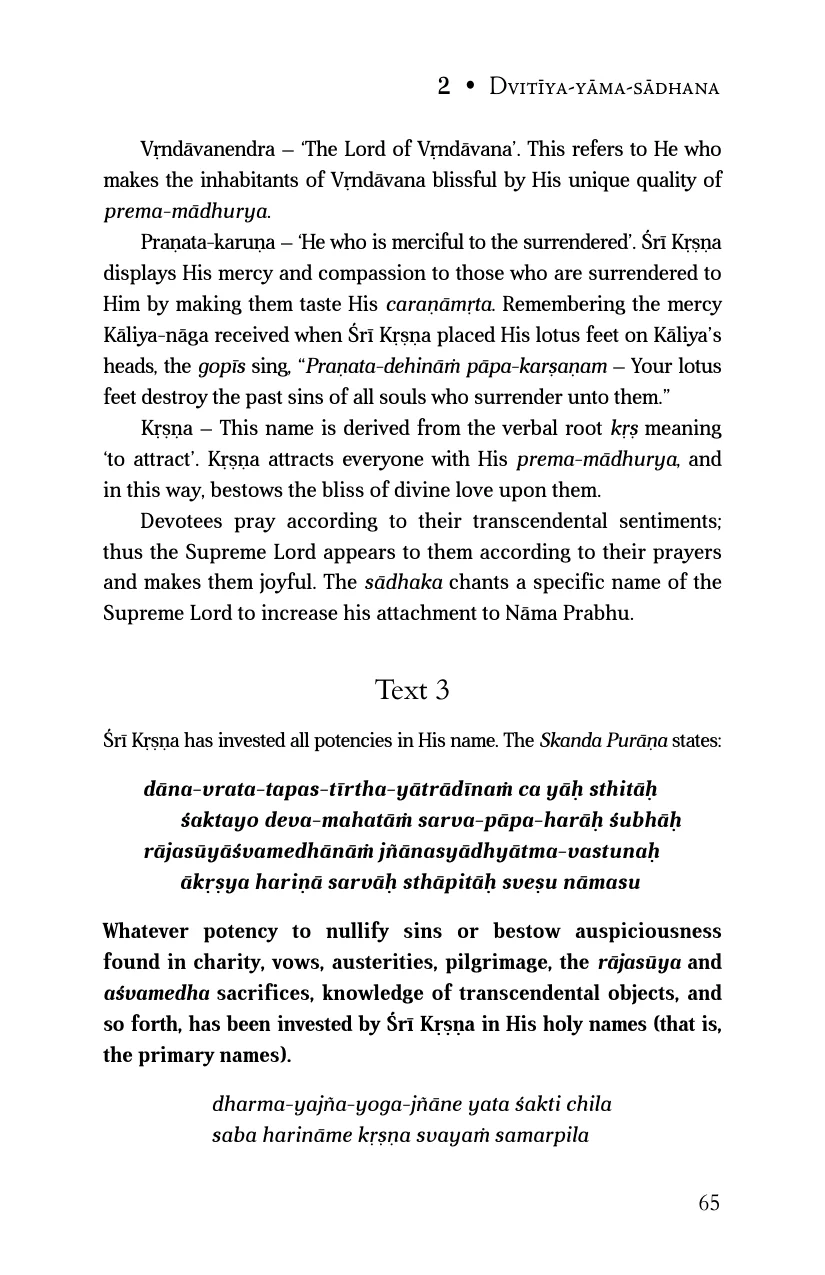 2 • Dvitīya-yāma-sādhana
Vṛndāvanendra – ‘The Lord of Vṛndāvana’. This refers to He who
makes the inhabitants of Vṛndāvana blissful by His unique quality of
prema-mādhurya.
Praṇata-karuṇa – ‘He who is merciful to the surrendered’. Śrī Kṛṣṇa
displays His mercy and compassion to those who are surrendered to
Him by making them taste His caraṇāmṛta. Remembering the mercy
Kāliya-nāga received when Śrī Kṛṣṇa placed His lotus feet on Kāliya’s
heads, the gopīs sing, “Praṇata-dehināṁ pāpa-karṣaṇam – Your lotus
feet destroy the past sins of all souls who surrender unto them.”
Kṛṣṇa – This name is derived from the verbal root kṛṣ meaning
‘to attract’. Kṛṣṇa attracts everyone with His prema-mādhurya, and
in this way, bestows the bliss of divine love upon them.
Devotees pray according to their transcendental sentiments;
thus the Supreme Lord appears to them according to their prayers
and makes them joyful. The sādhaka chants a specific name of the
Supreme Lord to increase his attachment to Nāma Prabhu.
Text 3
Śrī Kṛṣṇa has invested all potencies in His name. The Skanda Purāṇa states:
dāna-vrata-tapas-tīrtha-yātrādīnaṁ ca yāḥ sthitāḥ
śaktayo deva-mahatāṁ sarva-pāpa-harāḥ śubhāḥ
rājasūyāśvamedhānāṁ jñānasyādhyātma-vastunaḥ
ākṛṣya hariṇā sarvāḥ sthāpitāḥ sveṣu nāmasu
Whatever potency to nullify sins or bestow auspiciousness
found in charity, vows, austerities, pilgrimage, the rājasūya and
aśvamedha sacrifices, knowledge of transcendental objects, and
so forth, has been invested by Śrī Kṛṣṇa in His holy names (that is,
the primary names).
dharma-yajña-yoga-jñāne yata śakti chila
saba harināme kṛṣṇa svayaṁ samarpila
65